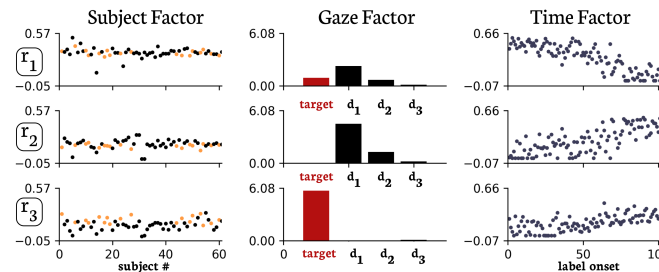 Subject Factor Gaze Factor Time Factor
r1 0.57 6.08 0.66
−0.05 0.00 −0.07
target d1 d2 d3
r2 0.57 6.08 0.66
−0.05 0.00 −0.07
target d1 d2 d3
r3 0.57 6.08 0.66
−0.05 0.00 −0.07
0 20 40 60 target d1 d2 d3 0 50
subject # label onset